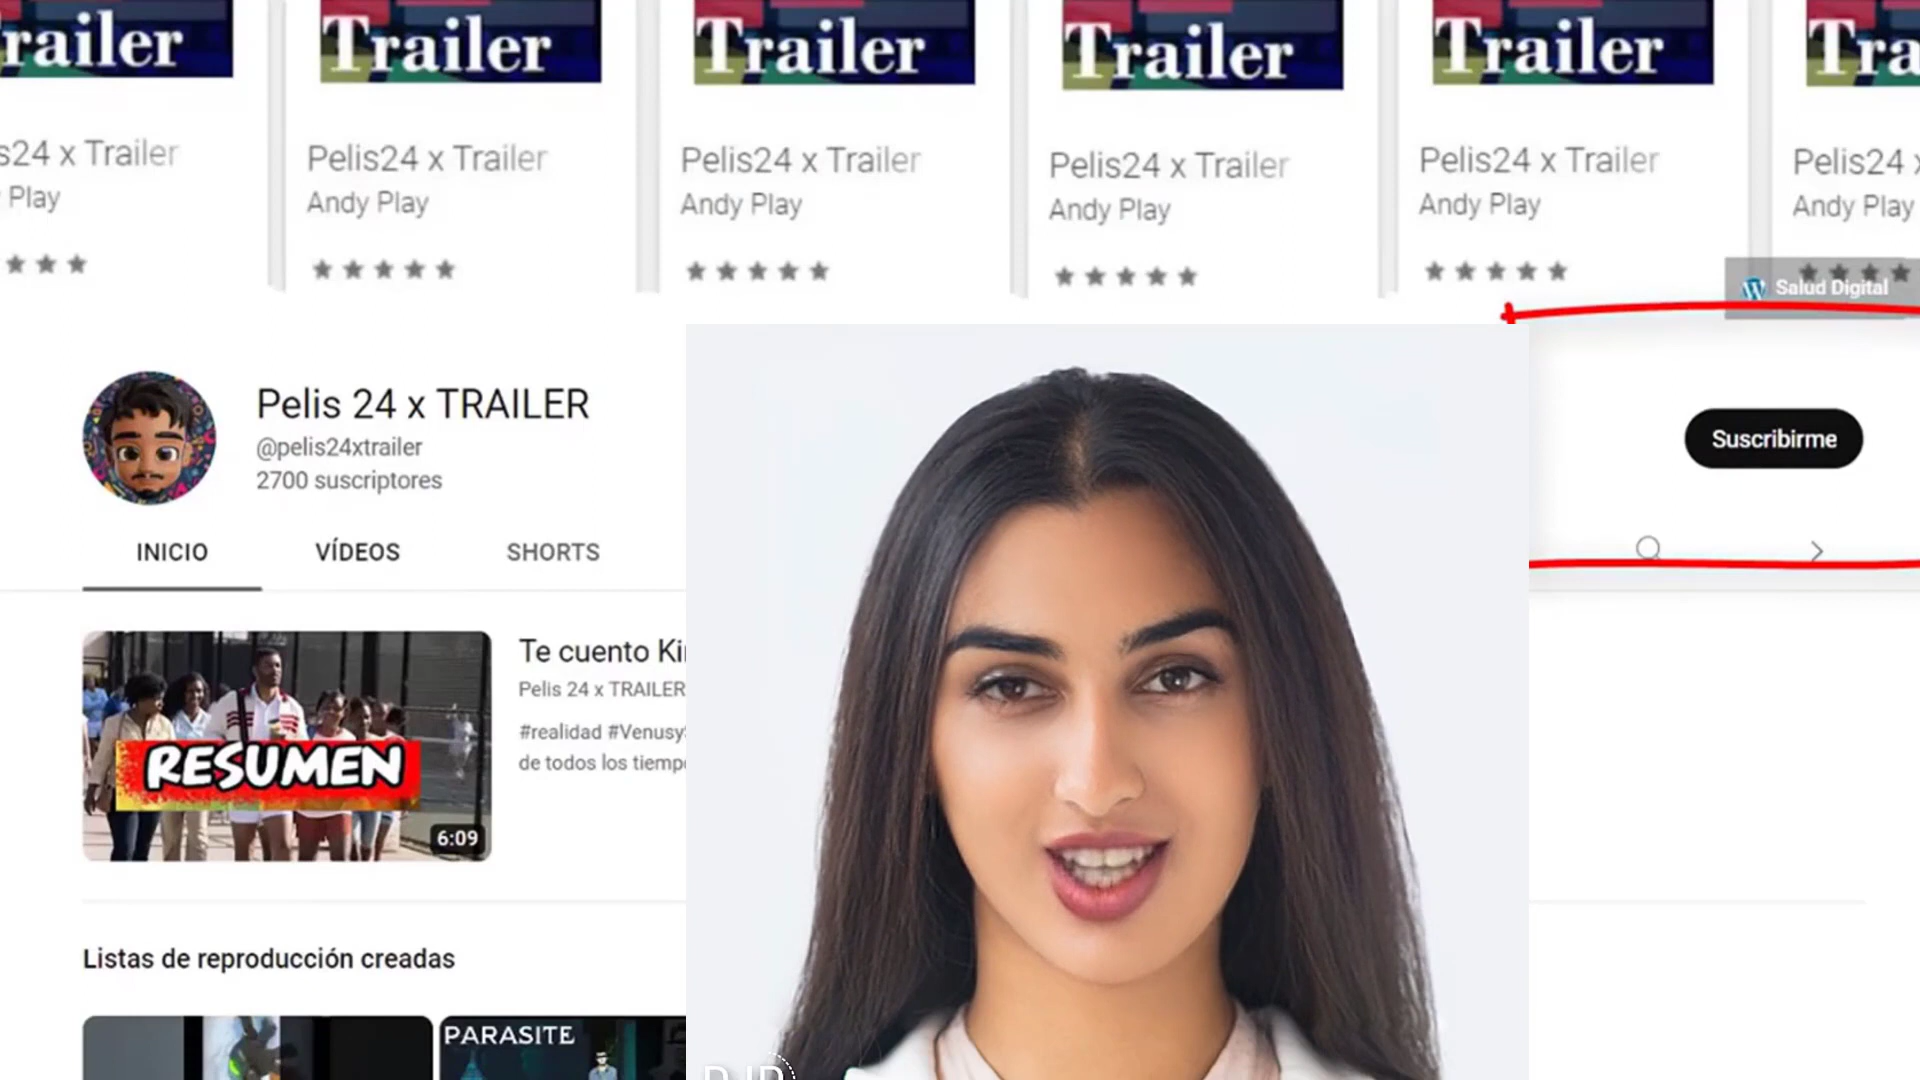 railer
Trailer
Trailer
Trailer
Trailer
Tra
s24 x Trailer
Pelis24 x Trailer
Pelis24 x Trailer
Pelis24 x Trailer
Pelis24 x Trailer
Pelis24 x
Play
Andy Play
Andy Play
Andy Play
Andy Play
Andy Play
Salud Digital
Pelis 24 x TRAILER
@pelis24xtrailer
2700 suscriptores
Suscribirme
INICIO
VÍDEOS
SHORTS
RESUMEN
6:09
Te cuento Ki
Pelis 24 x TRAILER
#realidad #Venusy
de todos los tiemp
Listas de reproducción creadas
PARASITE